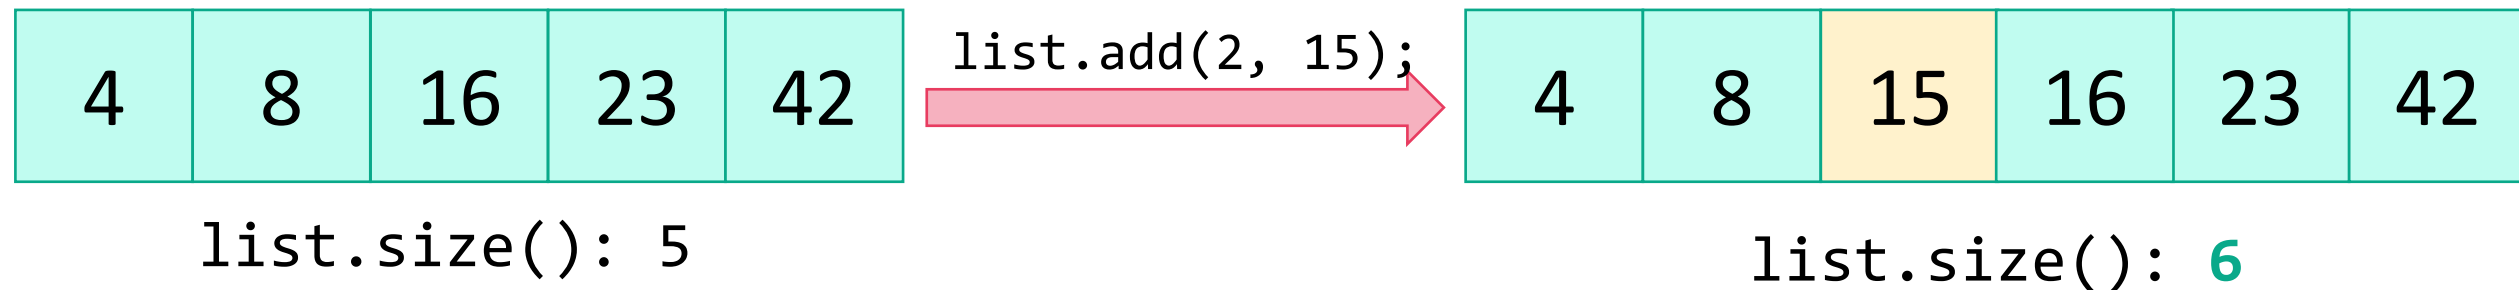 4 8 16 23 42
list.add(2, 15);
4 8 15 16 23 42
list.size(): 5
list.size(): 6